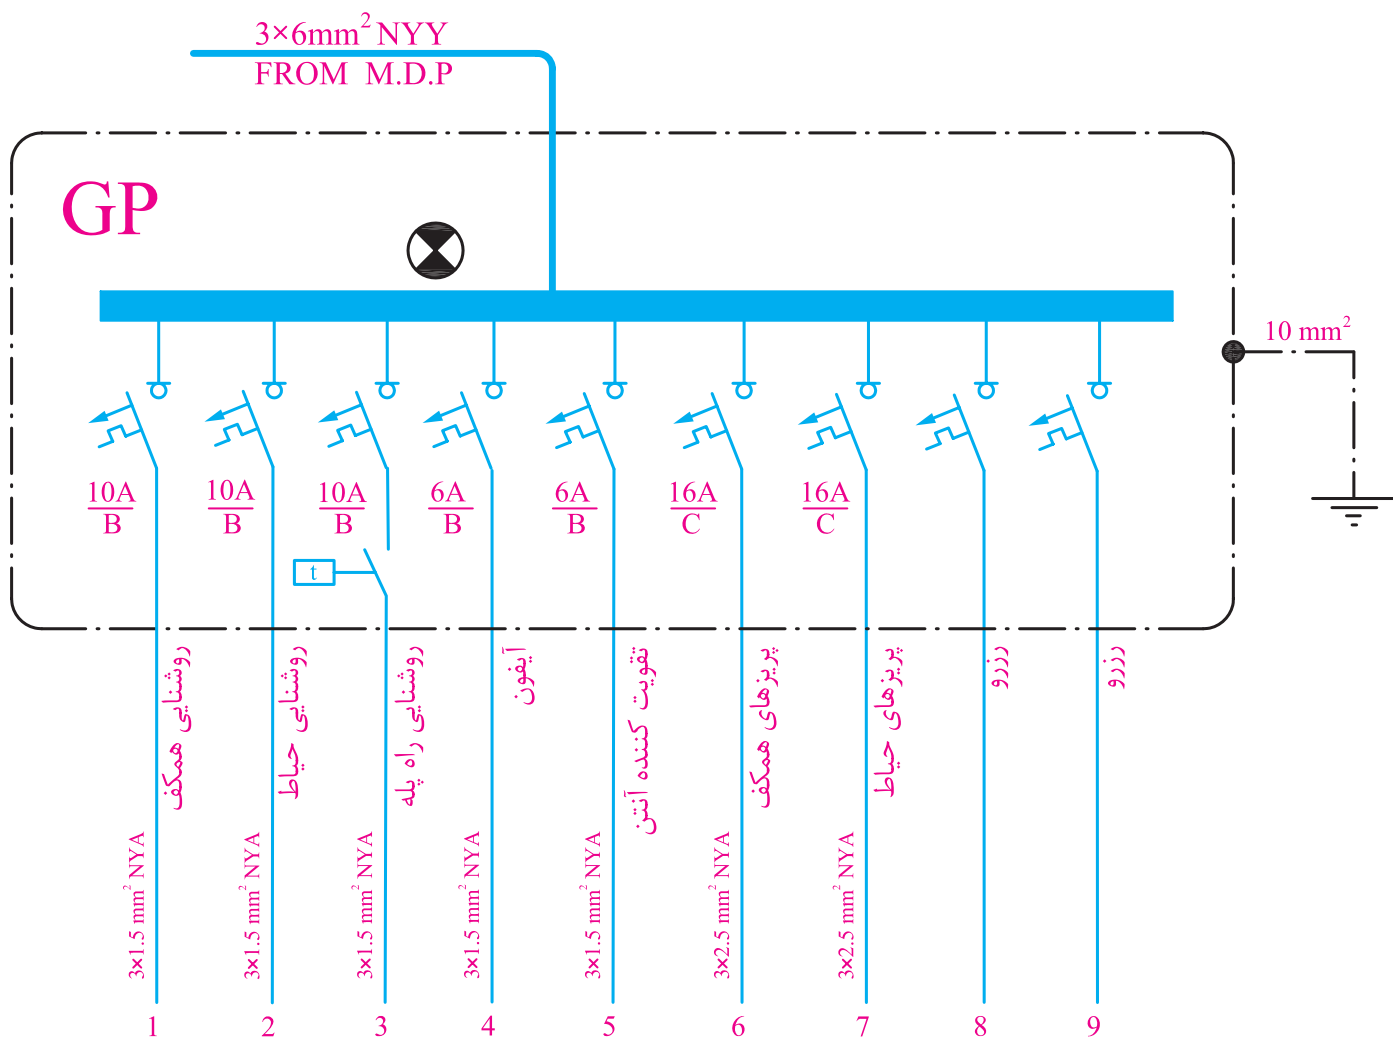 3×6mm² NYY
FROM M.D.P
GP
10 mm²
10A
B
10A
B
10A
B
6A
B
6A
B
16A
C
16A
C
t
روشنایی همکف
روشنایی حیاط
روشنایی راه پله
آیفون
تقویت کننده آنتن
پریزهای همکف
پریزهای حیاط
رزرو
رزرو
3×1.5 mm² NYA
3×1.5 mm² NYA
3×1.5 mm² NYA
3×1.5 mm² NYA
3×1.5 mm² NYA
3×2.5 mm² NYA
3×2.5 mm² NYA
1
2
3
4
5
6
7
8
9